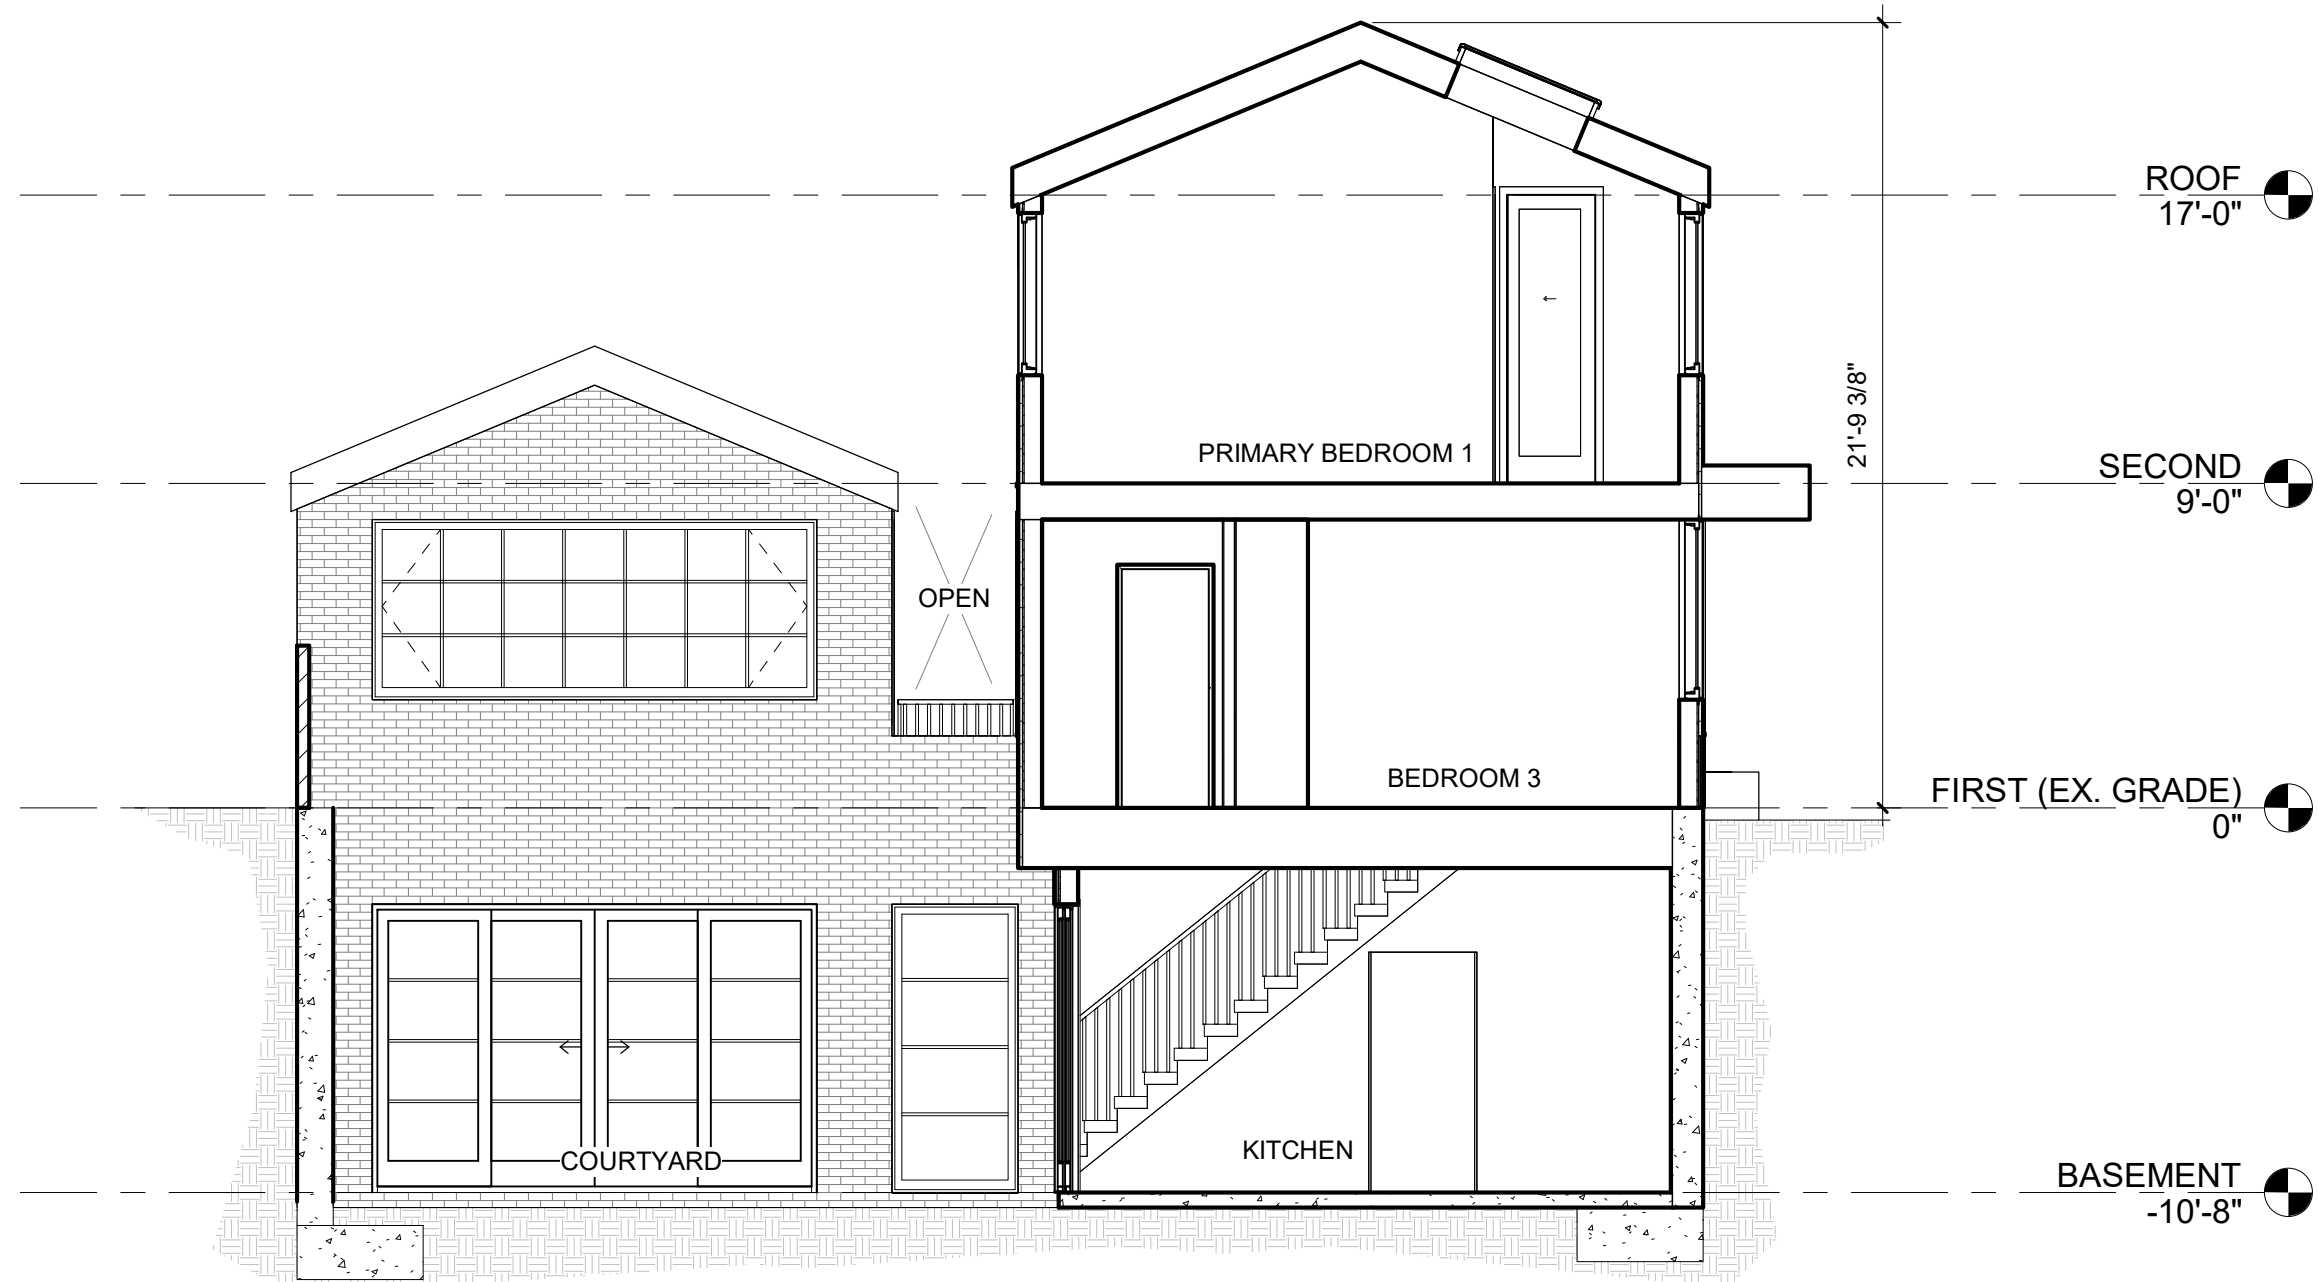 ROOF
17'-0"
21'-9 3/8"
PRIMARY BEDROOM 1
SECOND
9'-0"
OPEN
BEDROOM 3
FIRST (EX. GRADE)
0"
KITCHEN
COURTYARD
BASEMENT
-10'-8"